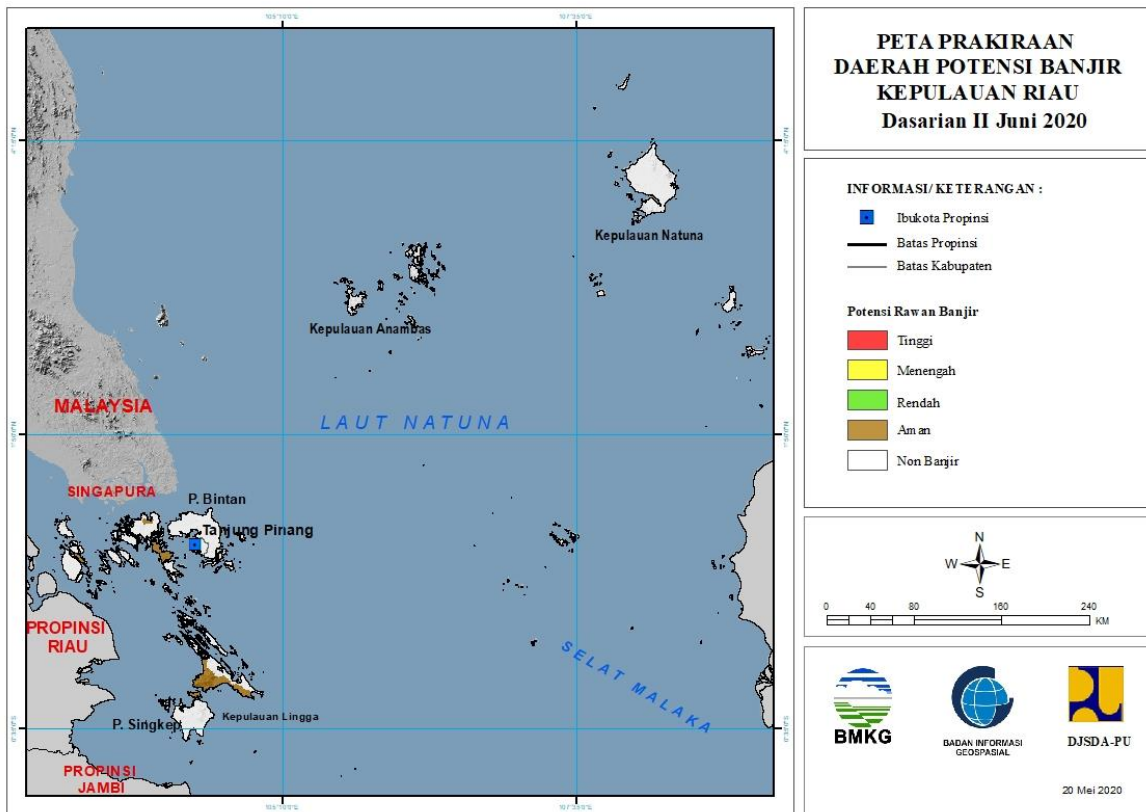 PETA PRAKIRAAN
DAERAH POTENSI BANJIR
KEPULAUAN RIAU
Dasarian II Juni 2020
INFORMASI/ KETERANGAN :
Ibukota Propinsi
Batas Propinsi
Batas Kabupaten
Potensi Rawan Banjir
Tinggi
Menengah
Rendah
Aman
Non Banjir
N
W E
S
0 40 80 160 240
KM
BMKG
BADAN INFORMASI
GEOSPASIAL
DJSDA-PU
20 Mei 2020
Kepulauan Natuna
Kepulauan Anambas
MALAYSIA
LAUT NATUNA
SINGAPURA
P. Bintan
Tanjung Pinang
PROPINSI
RIAU
SELAT MALAKA
P. Singkep
Kepulauan Lingga
PROPINSI
JAMBI